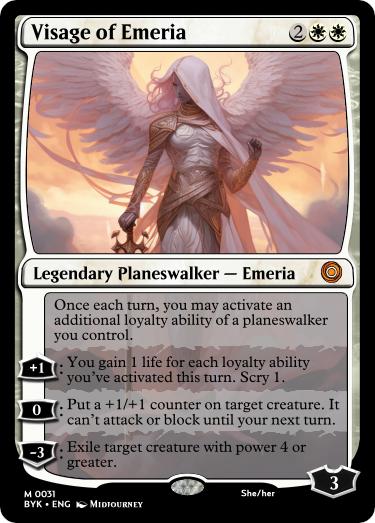 Visage of Emeria 2
Legendary Planeswalker — Emeria
Once each turn, you may activate an
additional loyalty ability of a planeswalker
you control.
+1 : You gain 1 life for each loyalty ability
you've activated this turn. Scry 1.
0 : Put a +1/+1 counter on target creature. It
can't attack or block until your next turn.
-3 : Exile target creature with power 4 or
greater.
3
M 0031
BYK • ENG Midjourney
She/her